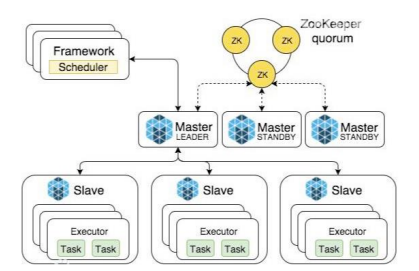 ZooKeeper
quorum
ZK
ZK
ZK
Framework
Scheduler
Master
LEADER
Master
STANDBY
Master
STANDBY
Slave
Executor
Task Task
Slave
Executor
Task Task
Slave
Executor
Task Task